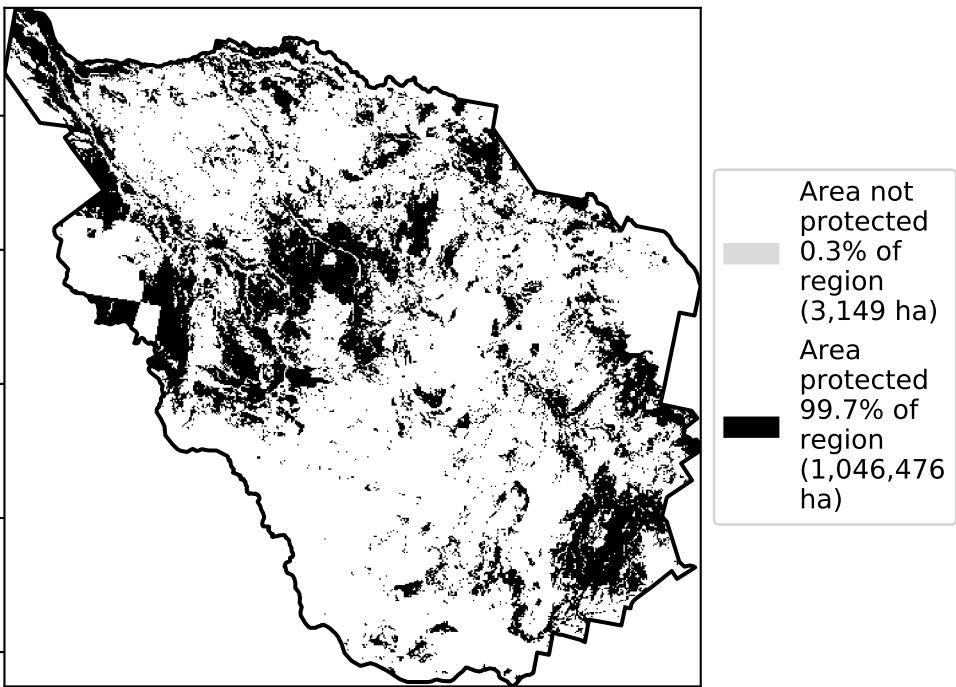 Area not
protected
0.3% of
region
(3,149 ha)
Area
protected
99.7% of
region
(1,046,476
ha)